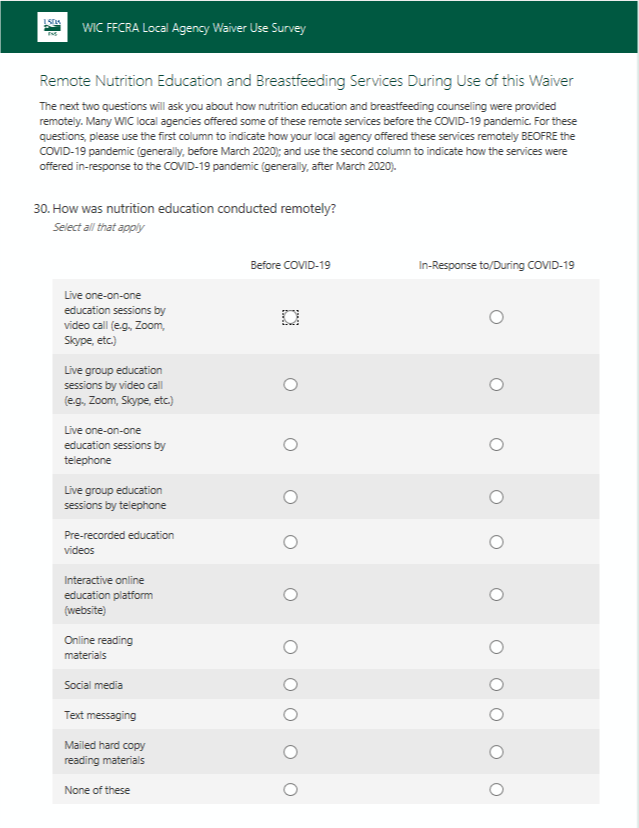 USDA
FNS
WIC FFCRA Local Agency Waiver Use Survey
Remote Nutrition Education and Breastfeeding Services During Use of this Waiver
The next two questions will ask you about how nutrition education and breastfeeding counseling were provided
remotely. Many WIC local agencies offered some of these remote services before the COVID-19 pandemic. For these
questions, please use the first column to indicate how your local agency offered these services remotely BEOFRE the
COVID-19 pandemic (generally, before March 2020); and use the second column to indicate how the services were
offered in-response to the COVID-19 pandemic (generally, after March 2020).
30. How was nutrition education conducted remotely?
Select all that apply
Before COVID-19 In-Response to/During COVID-19
Live one-on-one
education sessions by
video call (e.g., Zoom,
Skype, etc.)
Live group education
sessions by video call
(e.g., Zoom, Skype, etc.)
Live one-on-one
education sessions by
telephone
Live group education
sessions by telephone
Pre-recorded education
videos
Interactive online
education platform
(website)
Online reading
materials
Social media
Text messaging
Mailed hard copy
reading materials
None of these